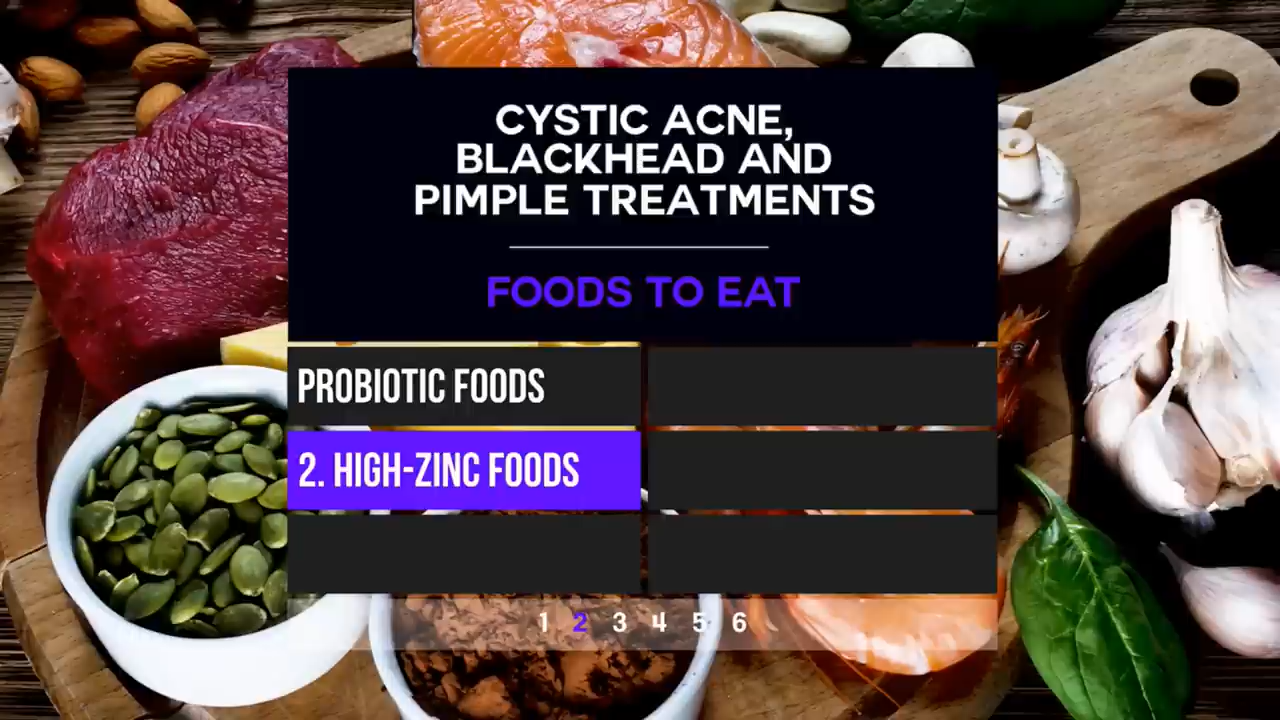 CYSTIC ACNE,
BLACKHEAD AND
PIMPLE TREATMENTS
FOODS TO EAT
PROBIOTIC FOODS
2. HIGH-ZINC FOODS
1 2 3 4 5 6